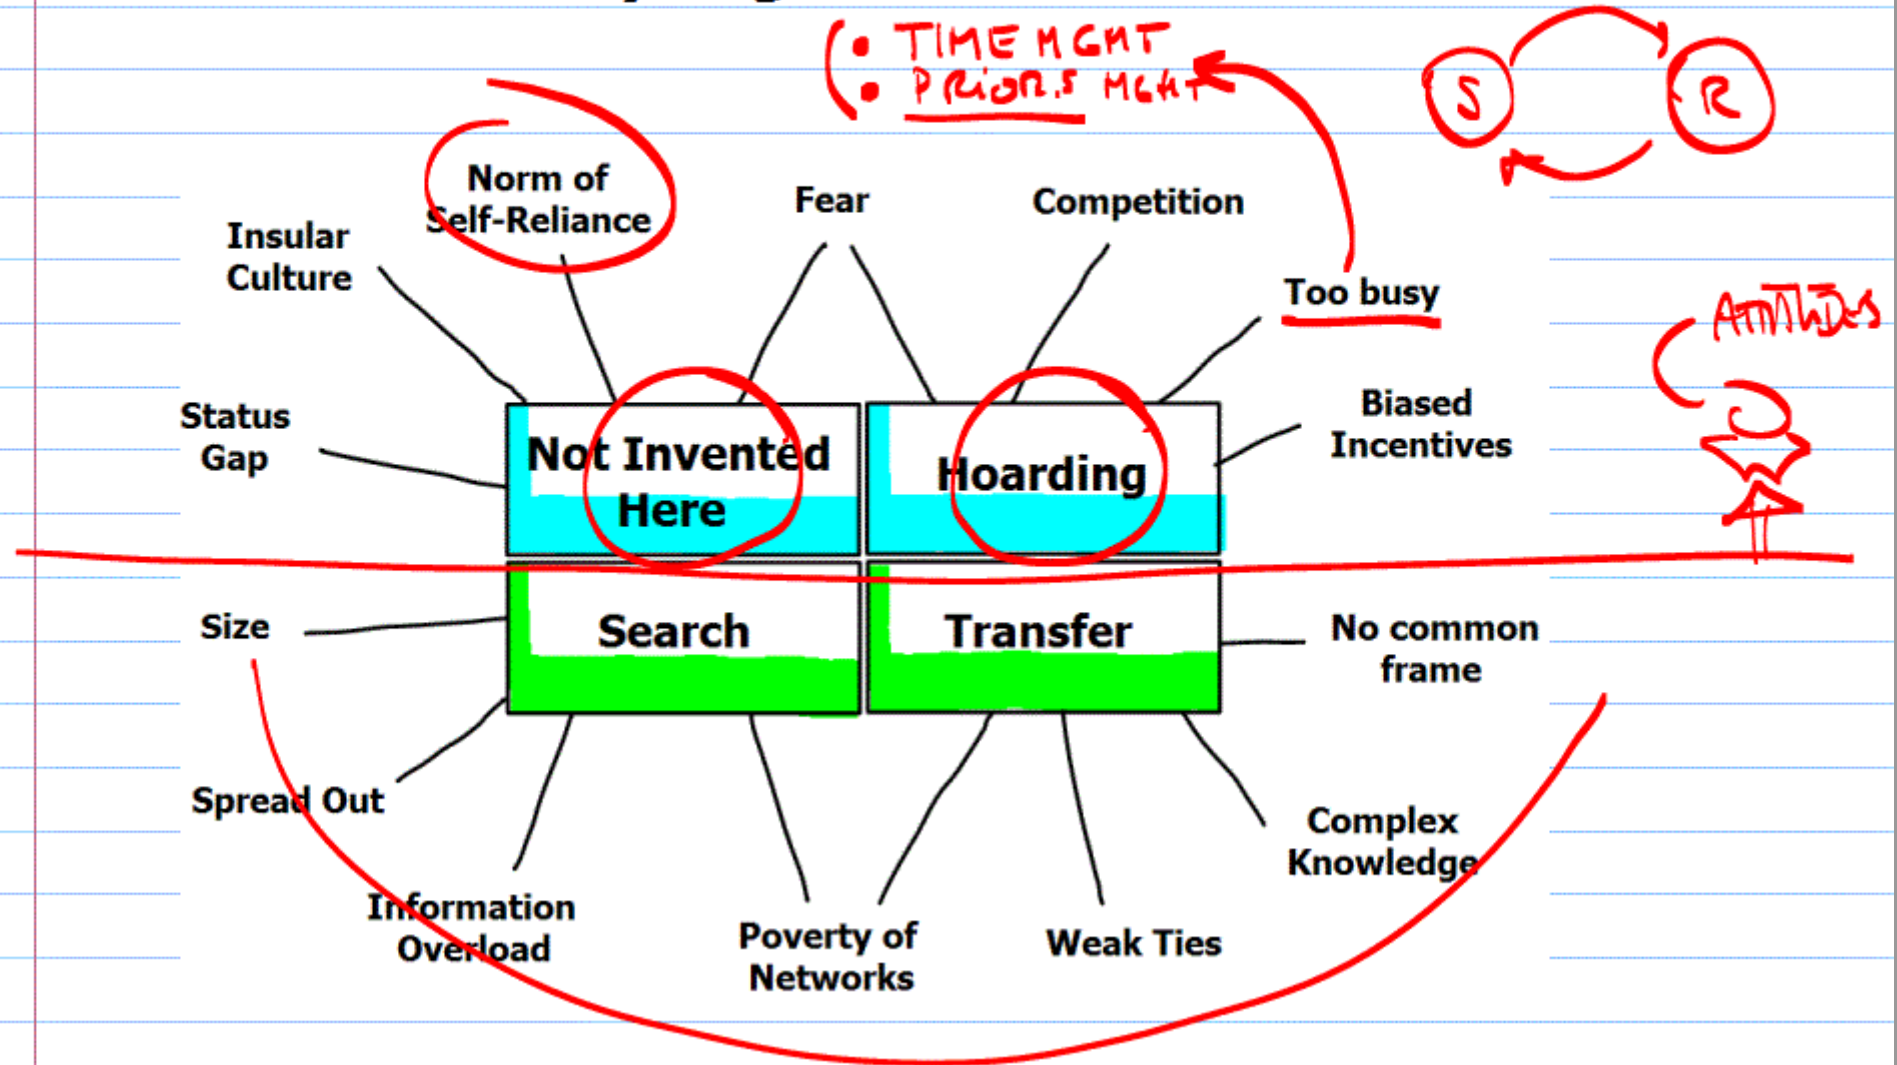 • TIME MGMT
• PRIOR.S MGMT
S
R
Norm of
Self-Reliance
Fear
Competition
Insular
Culture
Too busy
ATTITUDES
Status
Gap
Biased
Incentives
Not Invented
Here
Hoarding
Size
Search
Transfer
No common
frame
Spread Out
Complex
Knowledge
Information
Overload
Poverty of
Networks
Weak Ties